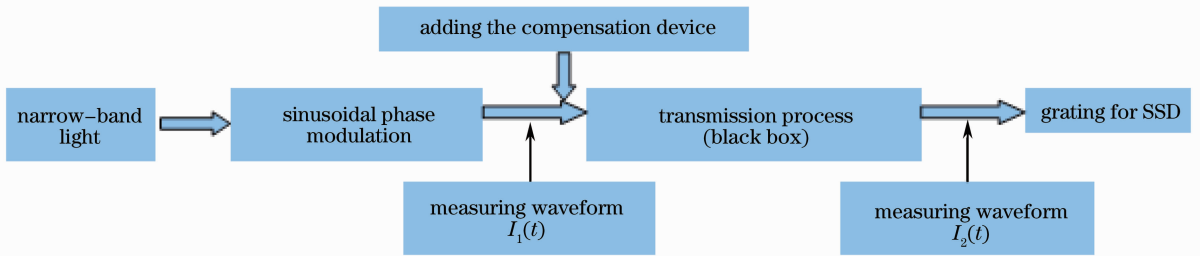 adding the compensation device
narrow-band
light
sinusoidal phase
modulation
transmission process
(black box)
grating for SSD
measuring waveform
I₁(t)
measuring waveform
I₂(t)